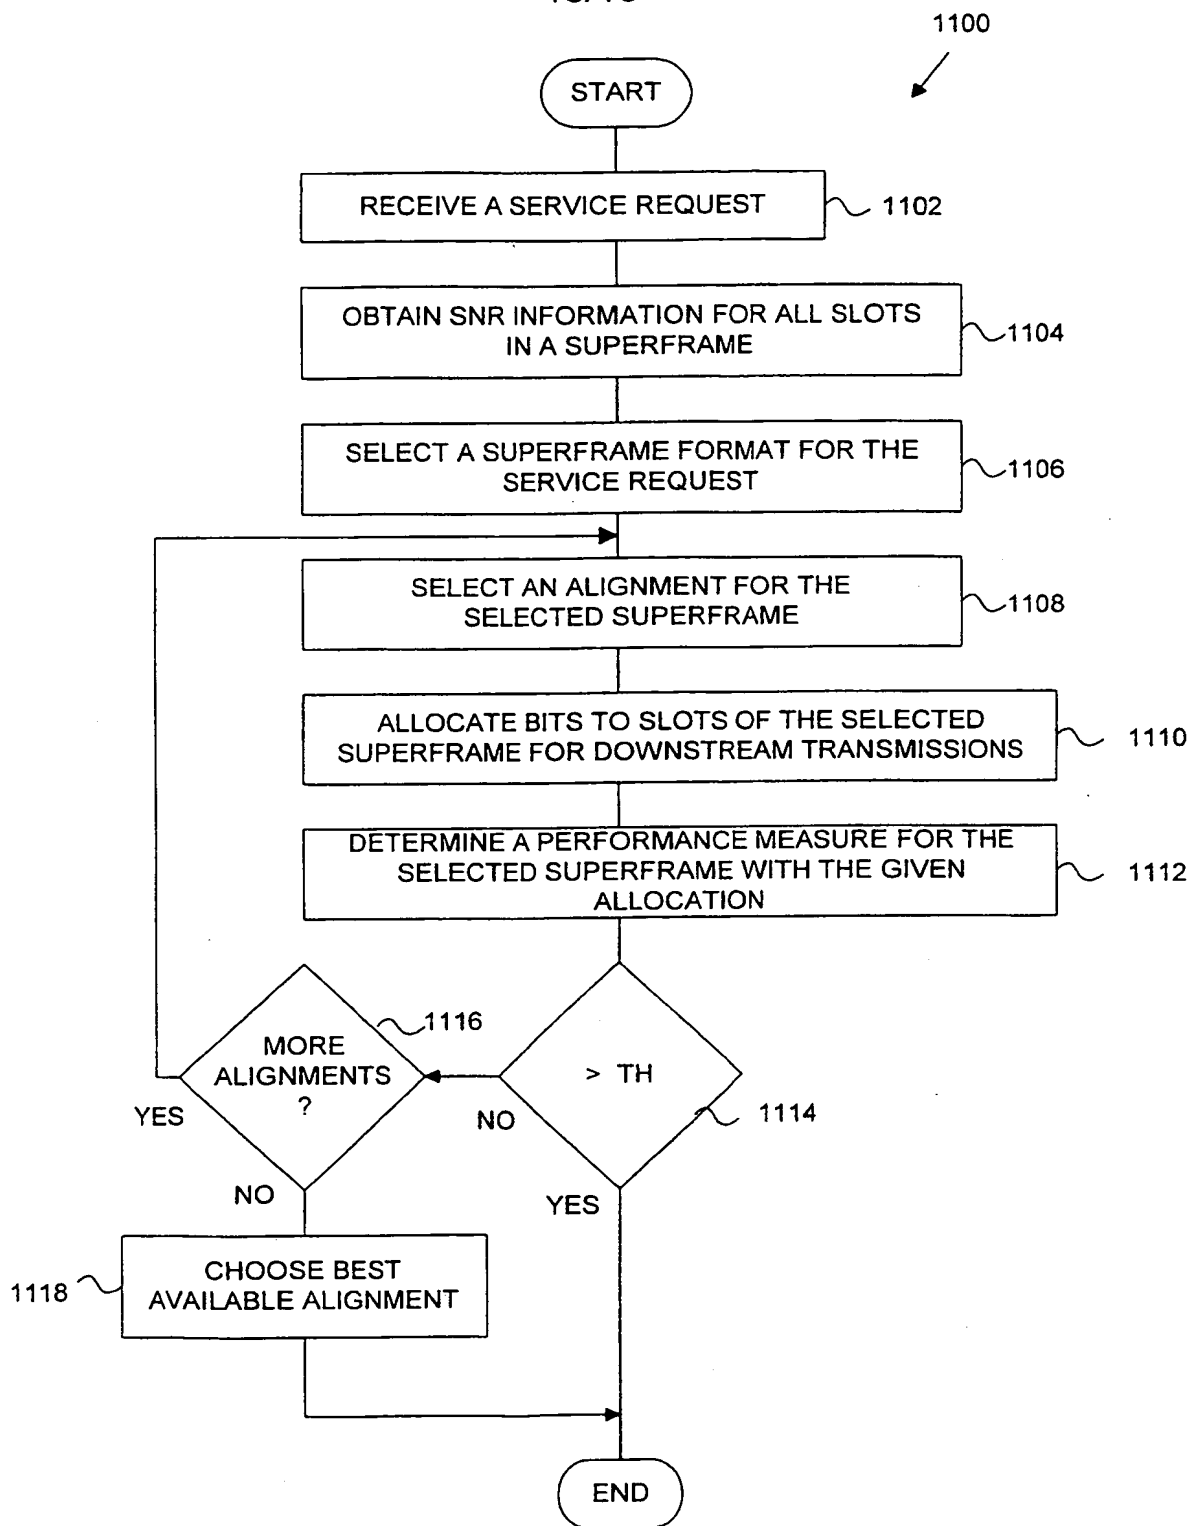 1100
START
RECEIVE A SERVICE REQUEST
1102
OBTAIN SNR INFORMATION FOR ALL SLOTS
IN A SUPERFRAME
1104
SELECT A SUPERFRAME FORMAT FOR THE
SERVICE REQUEST
1106
SELECT AN ALIGNMENT FOR THE
SELECTED SUPERFRAME
1108
ALLOCATE BITS TO SLOTS OF THE SELECTED
SUPERFRAME FOR DOWNSTREAM TRANSMISSIONS
1110
DETERMINE A PERFORMANCE MEASURE FOR THE
SELECTED SUPERFRAME WITH THE GIVEN
ALLOCATION
1112
MORE
ALIGNMENTS
?
1116
> TH
1114
YES
NO
NO
YES
CHOOSE BEST
AVAILABLE ALIGNMENT
1118
END